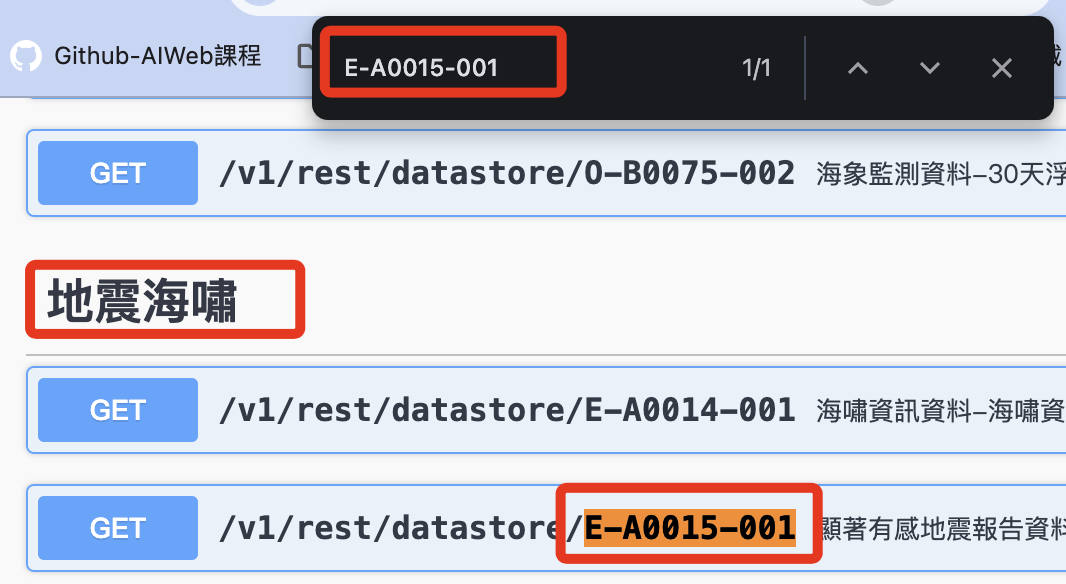 Github-AIWeb課程
E-A0015-001 1/1
GET /v1/rest/datastore/O-B0075-002 海象監測資料-30天浮
地震海嘯
GET /v1/rest/datastore/E-A0014-001 海嘯資訊資料-海嘯資
GET /v1/rest/datastore/E-A0015-001 顯著有感地震報告資料